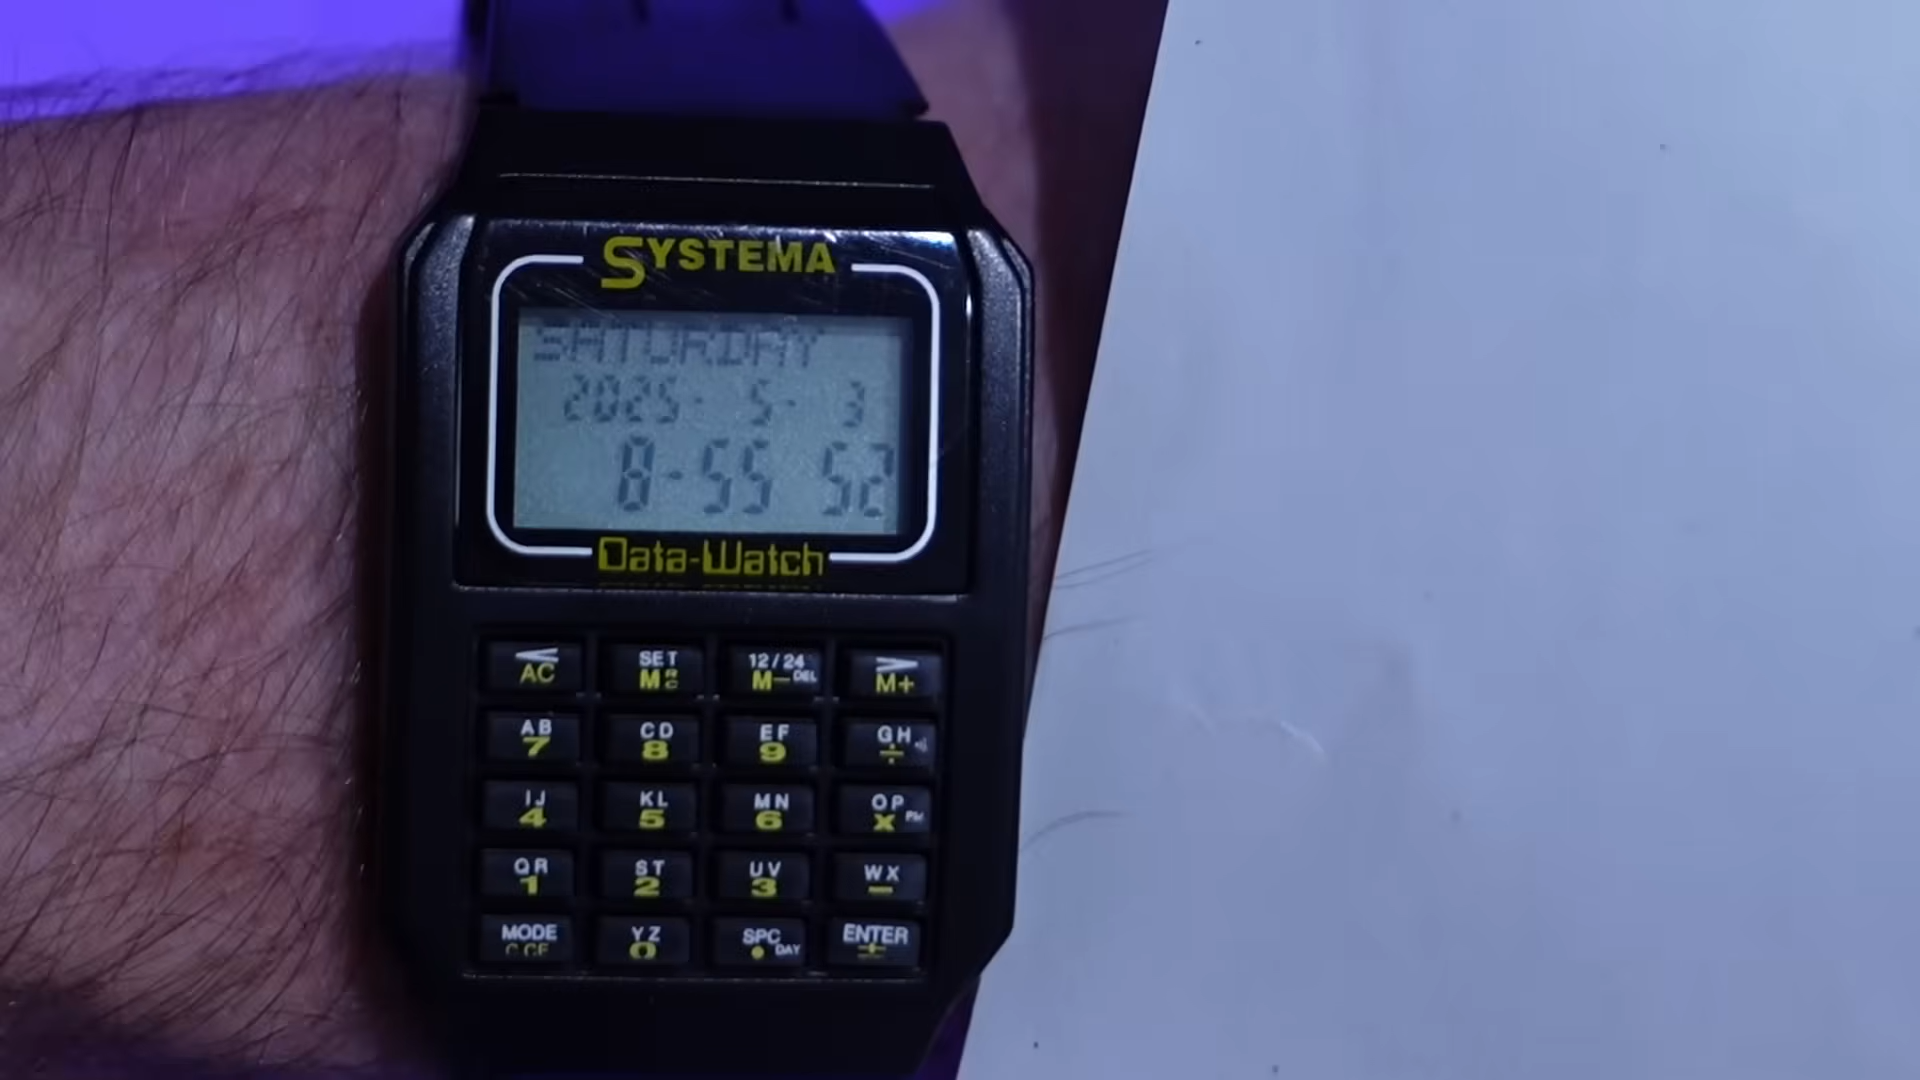 SYSTEMA
SATURDAY
2025- 5- 3
8-55 52
Data-Watch
< AC SET M RC 12/24 M- DEL > M+
AB 7 CD 8 EF 9 GH ÷
IJ 4 KL 5 MN 6 OP x PM
QR 1 ST 2 UV 3 WX -
MODE C CE YZ 0 SPC . DAY ENTER + =